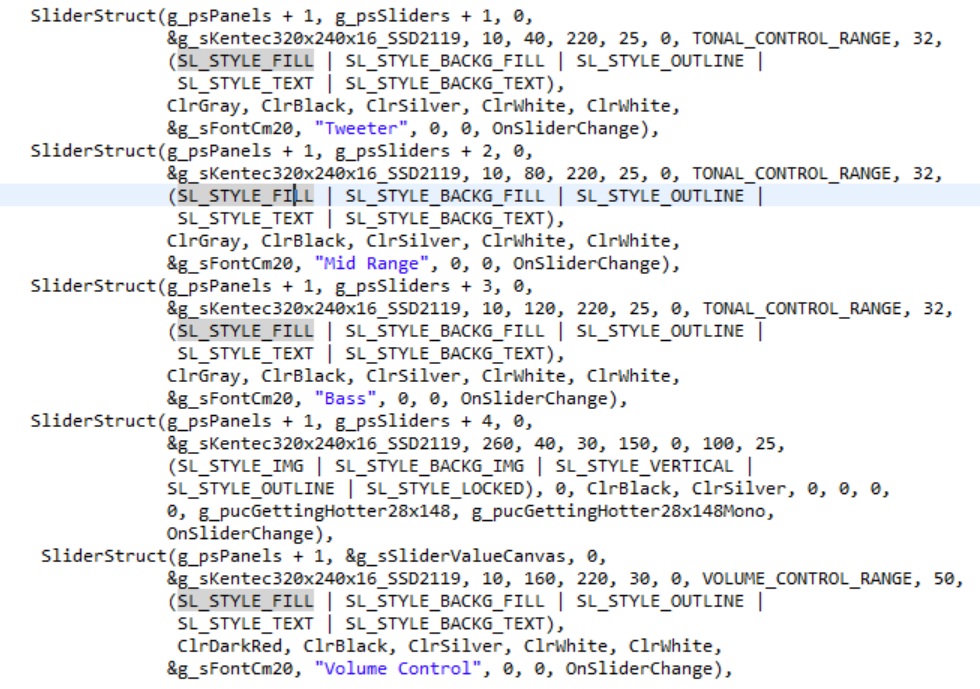 SliderStruct(g_psPanels + 1, g_psSliders + 1, 0,
&g_sKentec320x240x16_SSD2119, 10, 40, 220, 25, 0, TONAL_CONTROL_RANGE, 32,
(SL_STYLE_FILL | SL_STYLE_BACKG_FILL | SL_STYLE_OUTLINE |
SL_STYLE_TEXT | SL_STYLE_BACKG_TEXT),
ClrGray, ClrBlack, ClrSilver, ClrWhite, ClrWhite,
&g_sFontCm20, "Tweeter", 0, 0, OnSliderChange),
SliderStruct(g_psPanels + 1, g_psSliders + 2, 0,
&g_sKentec320x240x16_SSD2119, 10, 80, 220, 25, 0, TONAL_CONTROL_RANGE, 32,
(SL_STYLE_FILL | SL_STYLE_BACKG_FILL | SL_STYLE_OUTLINE |
SL_STYLE_TEXT | SL_STYLE_BACKG_TEXT),
ClrGray, ClrBlack, ClrSilver, ClrWhite, ClrWhite,
&g_sFontCm20, "Mid Range", 0, 0, OnSliderChange),
SliderStruct(g_psPanels + 1, g_psSliders + 3, 0,
&g_sKentec320x240x16_SSD2119, 10, 120, 220, 25, 0, TONAL_CONTROL_RANGE, 32,
(SL_STYLE_FILL | SL_STYLE_BACKG_FILL | SL_STYLE_OUTLINE |
SL_STYLE_TEXT | SL_STYLE_BACKG_TEXT),
ClrGray, ClrBlack, ClrSilver, ClrWhite, ClrWhite,
&g_sFontCm20, "Bass", 0, 0, OnSliderChange),
SliderStruct(g_psPanels + 1, g_psSliders + 4, 0,
&g_sKentec320x240x16_SSD2119, 260, 40, 30, 150, 0, 100, 25,
(SL_STYLE_IMG | SL_STYLE_BACKG_IMG | SL_STYLE_VERTICAL |
SL_STYLE_OUTLINE | SL_STYLE_LOCKED), 0, ClrBlack, ClrSilver, 0, 0, 0,
0, g_pucGettingHotter28x148, g_pucGettingHotter28x148Mono,
OnSliderChange),
SliderStruct(g_psPanels + 1, &g_sSliderValueCanvas, 0,
&g_sKentec320x240x16_SSD2119, 10, 160, 220, 30, 0, VOLUME_CONTROL_RANGE, 50,
(SL_STYLE_FILL | SL_STYLE_BACKG_FILL | SL_STYLE_OUTLINE |
SL_STYLE_TEXT | SL_STYLE_BACKG_TEXT),
ClrDarkRed, ClrBlack, ClrSilver, ClrWhite, ClrWhite,
&g_sFontCm20, "Volume Control", 0, 0, OnSliderChange),